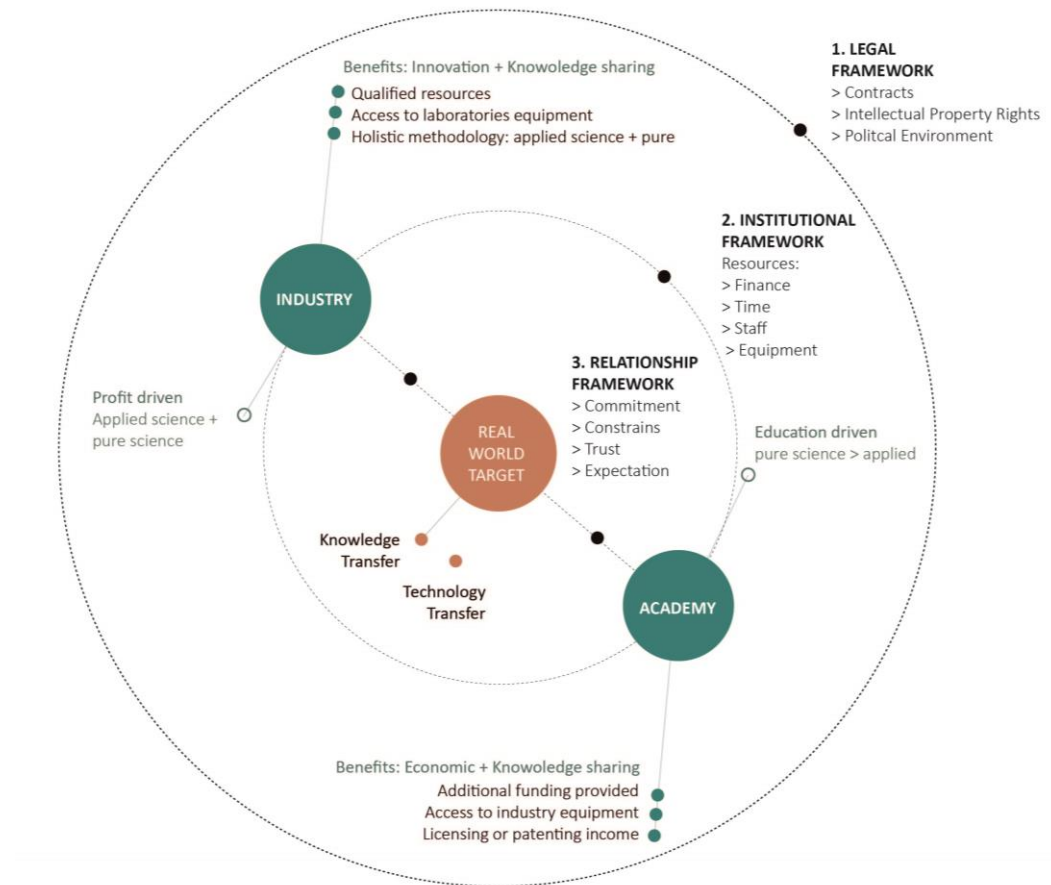 Benefits: Innovation + Knowoledge sharing
Qualified resources
Access to laboratories equipment
Holistic methodology: applied science + pure
1. LEGAL
FRAMEWORK
> Contracts
> Intellectual Property Rights
> Politcal Environment
2. INSTITUTIONAL
FRAMEWORK
Resources:
> Finance
> Time
> Staff
> Equipment
INDUSTRY
3. RELATIONSHIP
FRAMEWORK
> Commitment
> Constrains
> Trust
> Expectation
Profit driven
Applied science +
pure science
REAL
WORLD
TARGET
Education driven
pure science > applied
Knowledge
Transfer
Technology
Transfer
ACADEMY
Benefits: Economic + Knowoledge sharing
Additional funding provided
Access to industry equipment
Licensing or patenting income